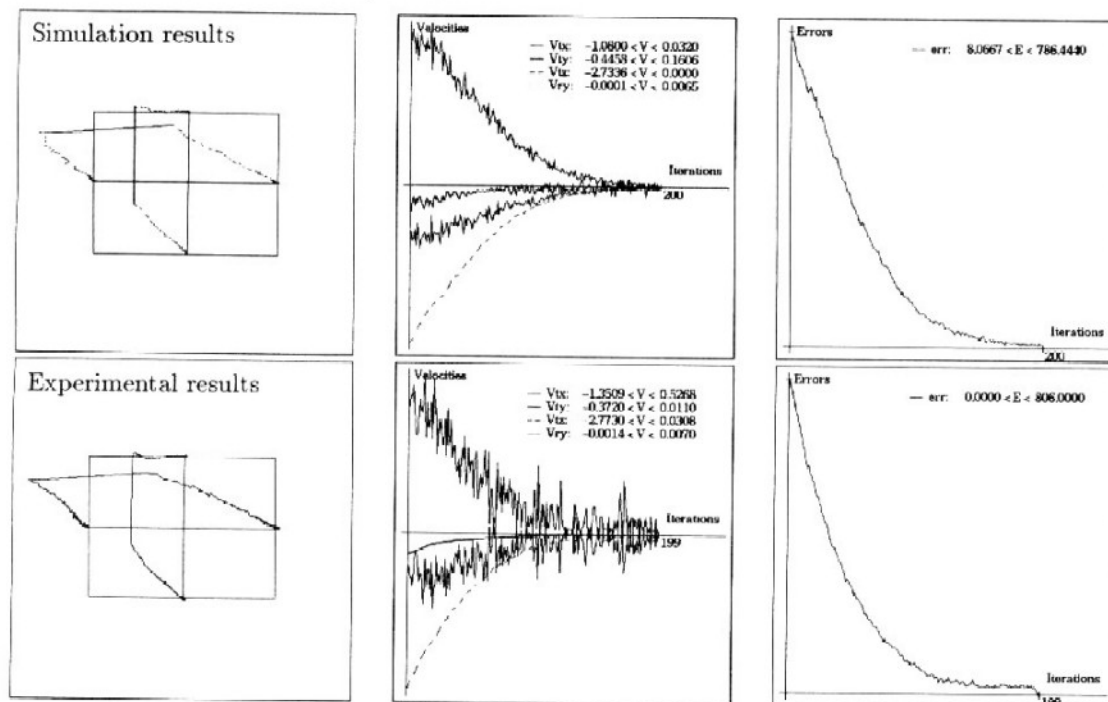 Simulation results
Velocities
Vtx: -1.0800 < V < 0.0320
Vty: -0.4458 < V < 0.1606
Vtx: -2.7336 < V < 0.0000
Vry: -0.0001 < V < 0.0065
Iterations
200
Errors
err: 8.0667 < E < 786.4440
Iterations
200
Experimental results
Velocities
Vtx: -1.3509 < V < 0.5268
Vty: -0.3720 < V < 0.0110
Vtx: -2.7730 < V < 0.0308
Vry: -0.0014 < V < 0.0070
Iterations
199
Errors
err: 0.0000 < E < 806.0000
Iterations